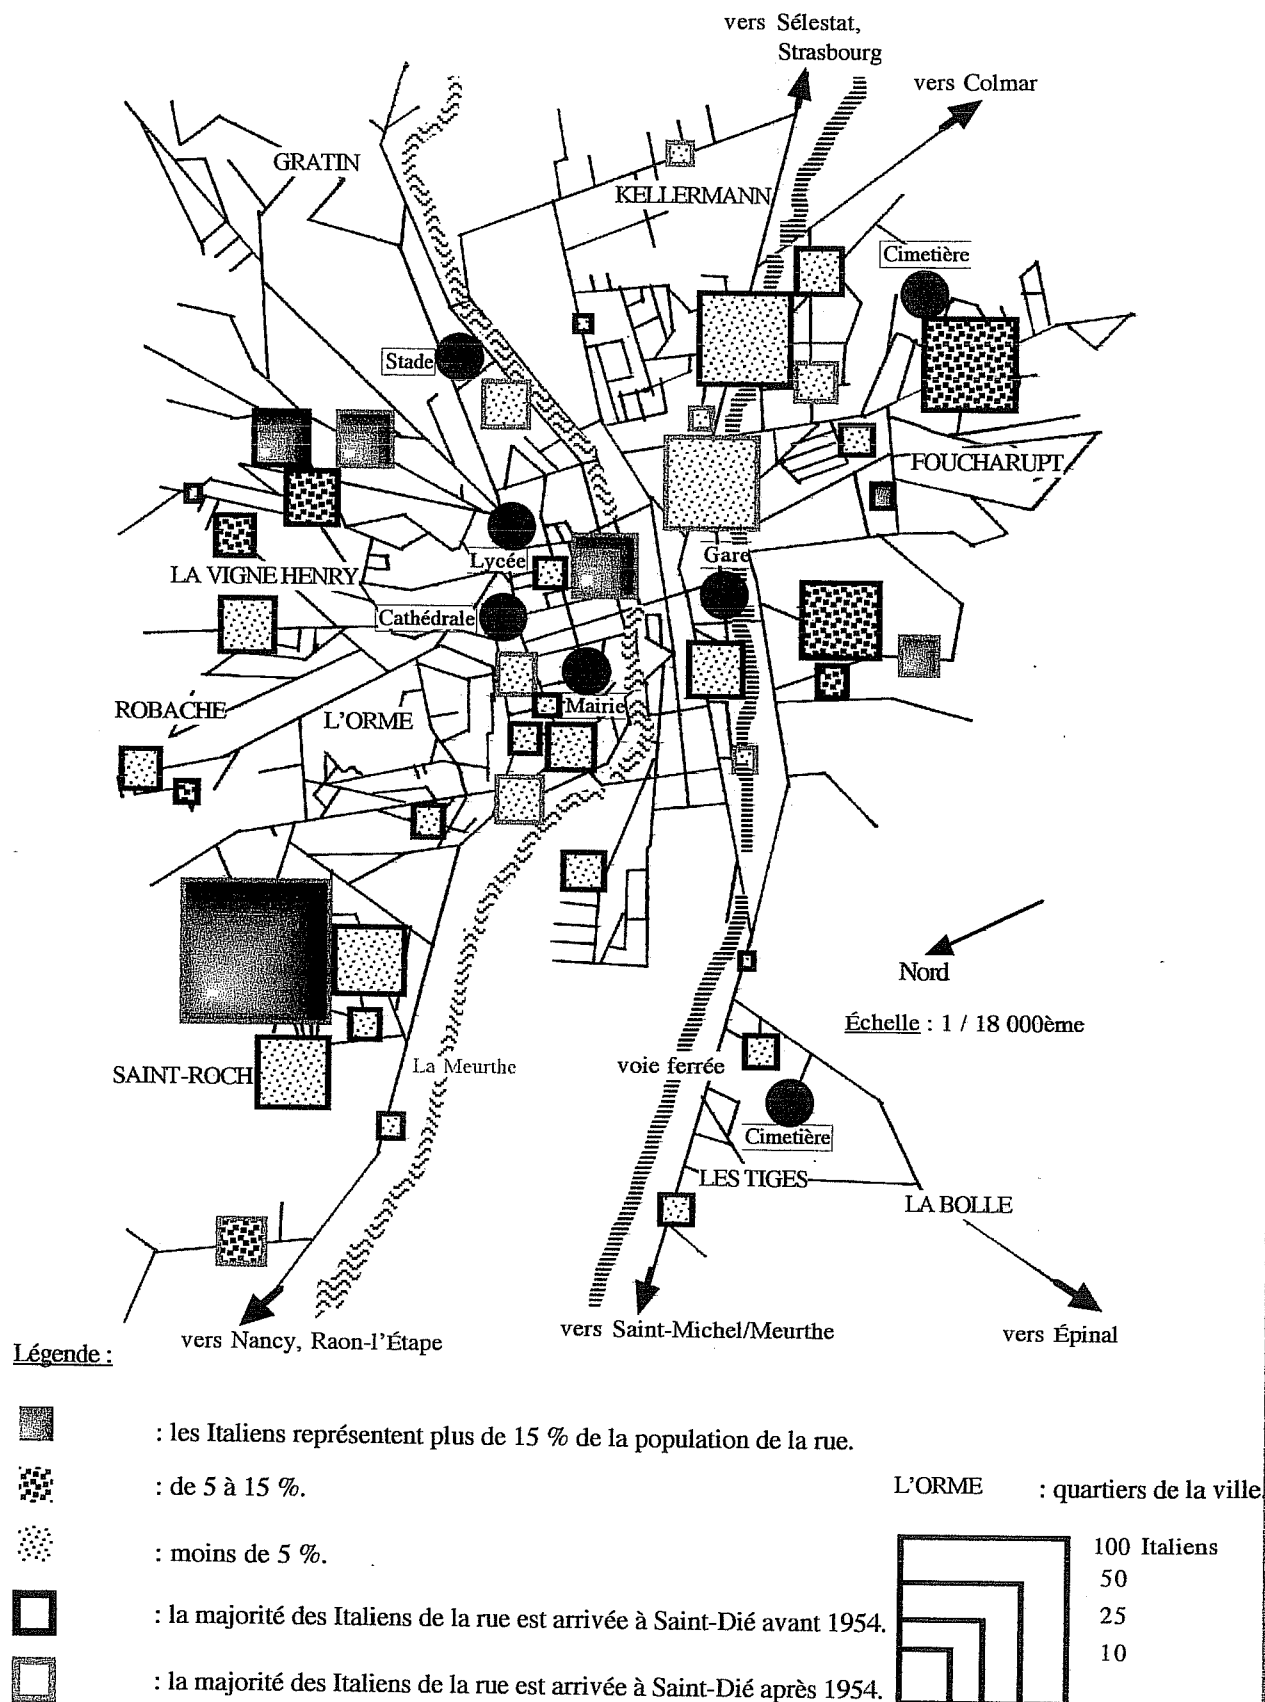 vers Sélestat,
Strasbourg
vers Colmar
GRATIN
KELLERMANN
Cimetière
Stade
FOUCHARUPT
Lycée
Gare
LA VIGNE HENRY
Cathédrale
ROBACHE
L'ORME
Mairie
Nord
Échelle : 1 / 18 000ème
SAINT-ROCH
La Meurthe
voie ferrée
Cimetière
LES TIGES
LA BOLLE
vers Nancy, Raon-l'Étape
vers Saint-Michel/Meurthe
vers Épinal
Légende :
: les Italiens représentent plus de 15 % de la population de la rue.
: de 5 à 15 %.
: moins de 5 %.
: la majorité des Italiens de la rue est arrivée à Saint-Dié avant 1954.
: la majorité des Italiens de la rue est arrivée à Saint-Dié après 1954.
L'ORME : quartiers de la ville.
100 Italiens
50
25
10